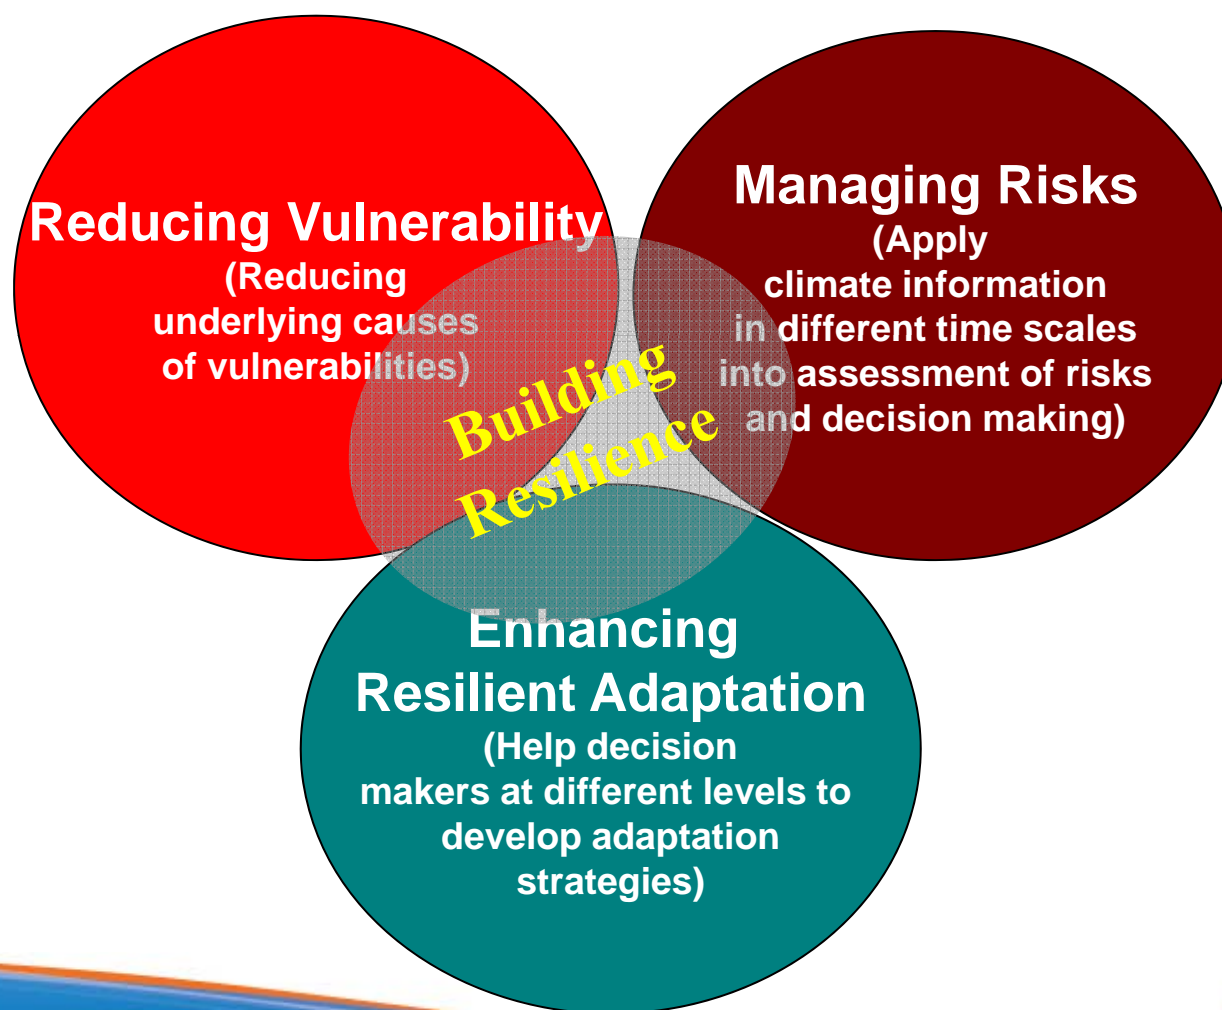 Reducing Vulnerability
(Reducing
underlying causes
of vulnerabilities)
Managing Risks
(Apply
climate information
in different time scales
into assessment of risks
and decision making)
Building
Resilience
Enhancing
Resilient Adaptation
(Help decision
makers at different levels to
develop adaptation
strategies)